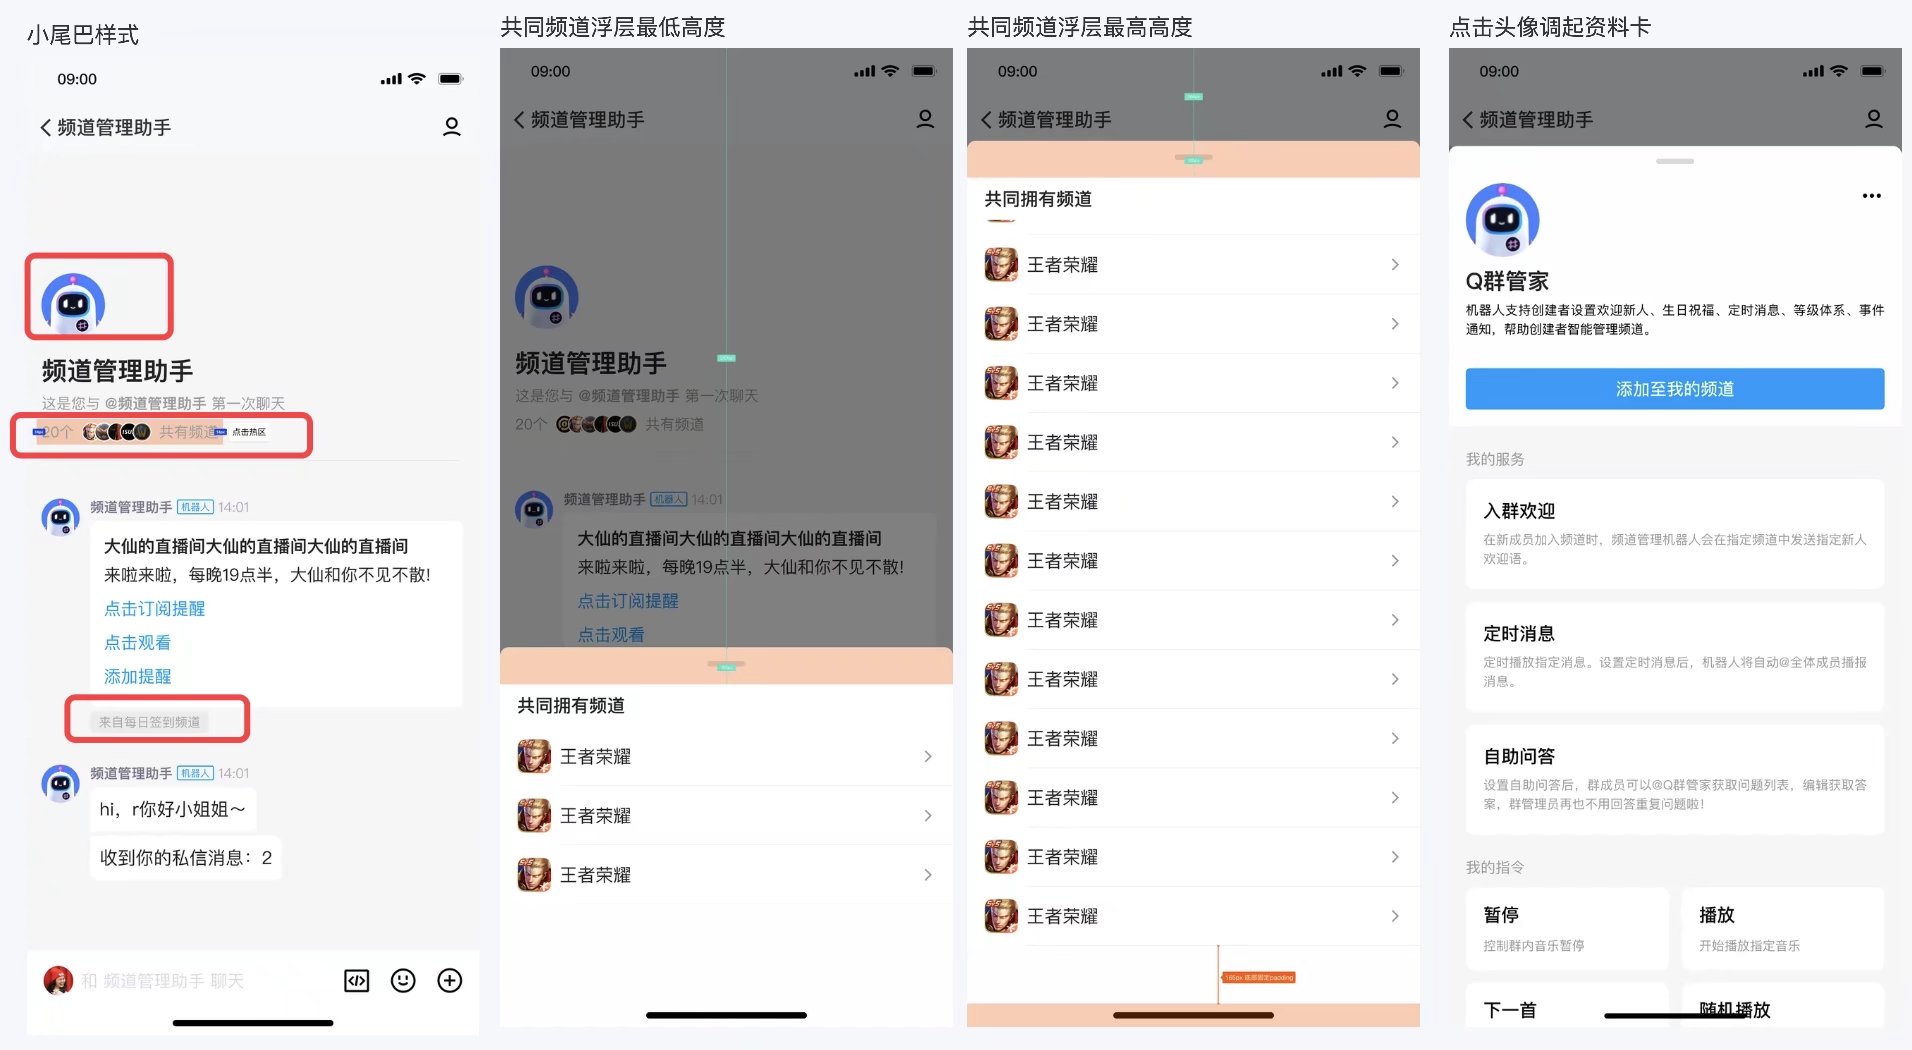 小尾巴样式
09:00
频道管理助手
频道管理助手
这是您与 @频道管理助手 第一次聊天
20个 共有频道 点击热区
频道管理助手 机器人 14:01
大仙的直播间大仙的直播间大仙的直播间
来啦来啦，每晚19点半，大仙和你不见不散！
点击订阅提醒
点击观看
添加提醒
来自每日签到频道
频道管理助手 机器人 14:01
hi，r你好小姐姐～
收到你的私信消息：2
和 频道管理助手 聊天
共同频道浮层最低高度
09:00
频道管理助手
频道管理助手
这是您与 @频道管理助手 第一次聊天
20个 共有频道
频道管理助手 机器人 14:01
大仙的直播间大仙的直播间大仙的直播间
来啦来啦，每晚19点半，大仙和你不见不散！
点击订阅提醒
点击观看
共同拥有频道
王者荣耀
王者荣耀
王者荣耀
共同频道浮层最高高度
09:00
频道管理助手
共同拥有频道
王者荣耀
王者荣耀
王者荣耀
王者荣耀
王者荣耀
王者荣耀
王者荣耀
王者荣耀
王者荣耀
王者荣耀
王者荣耀
王者荣耀
点击头像调起资料卡
09:00
频道管理助手
Q群管家
机器人支持创建者设置欢迎新人、生日祝福、定时消息、等级体系、事件
通知，帮助创建者智能管理频道。
添加至我的频道
我的服务
入群欢迎
在新成员加入频道时，频道管理机器人会在指定频道中发送指定新人
欢迎语。
定时消息
定时播放指定消息。设置定时消息后，机器人将自动@全体成员播报
消息。
自助问答
设置自助问答后，群成员可以@Q群管家获取问题列表，编辑获取答
案，群管理员再也不用回答重复问题啦！
我的指令
暂停
控制群内音乐暂停
播放
开始播放指定音乐
下一首
随机播放